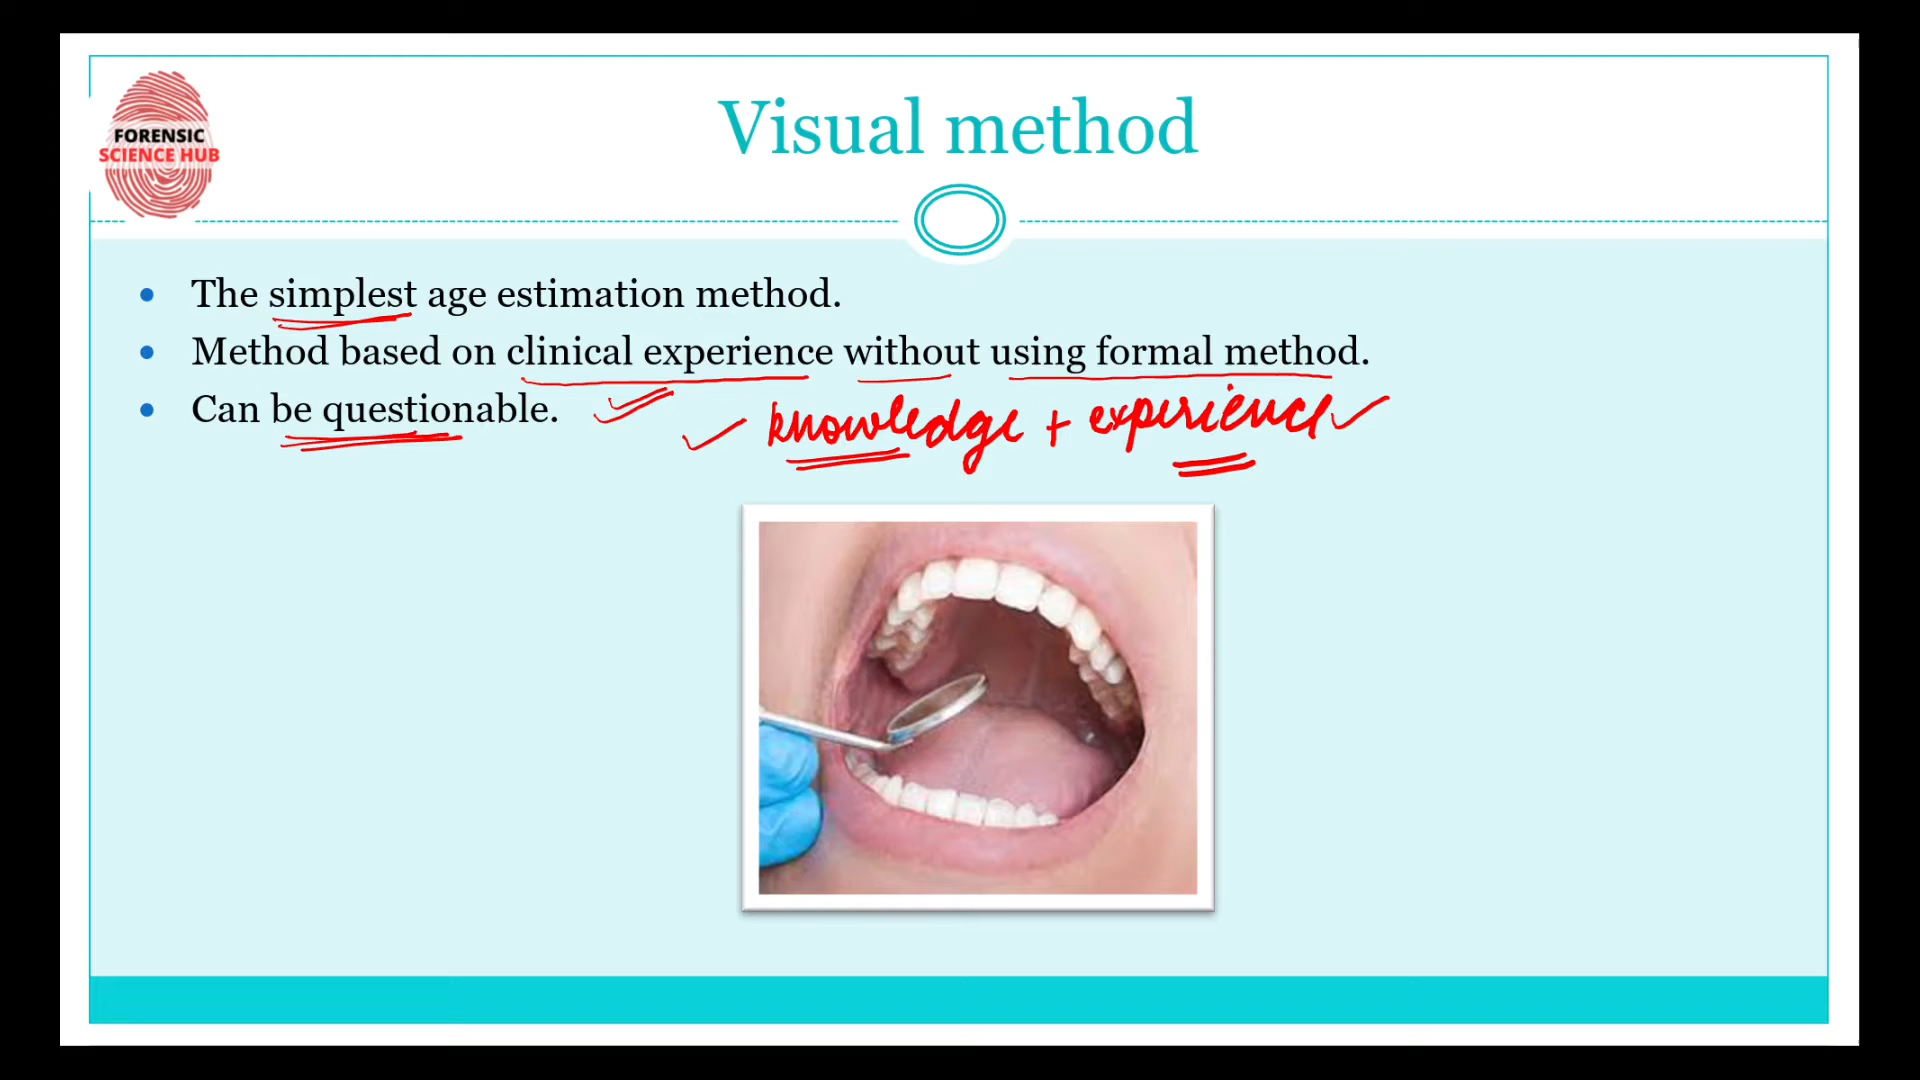 FORENSIC
SCIENCE HUB
Visual method
The simplest age estimation method.
Method based on clinical experience without using formal method.
Can be questionable.
knowledge + experience